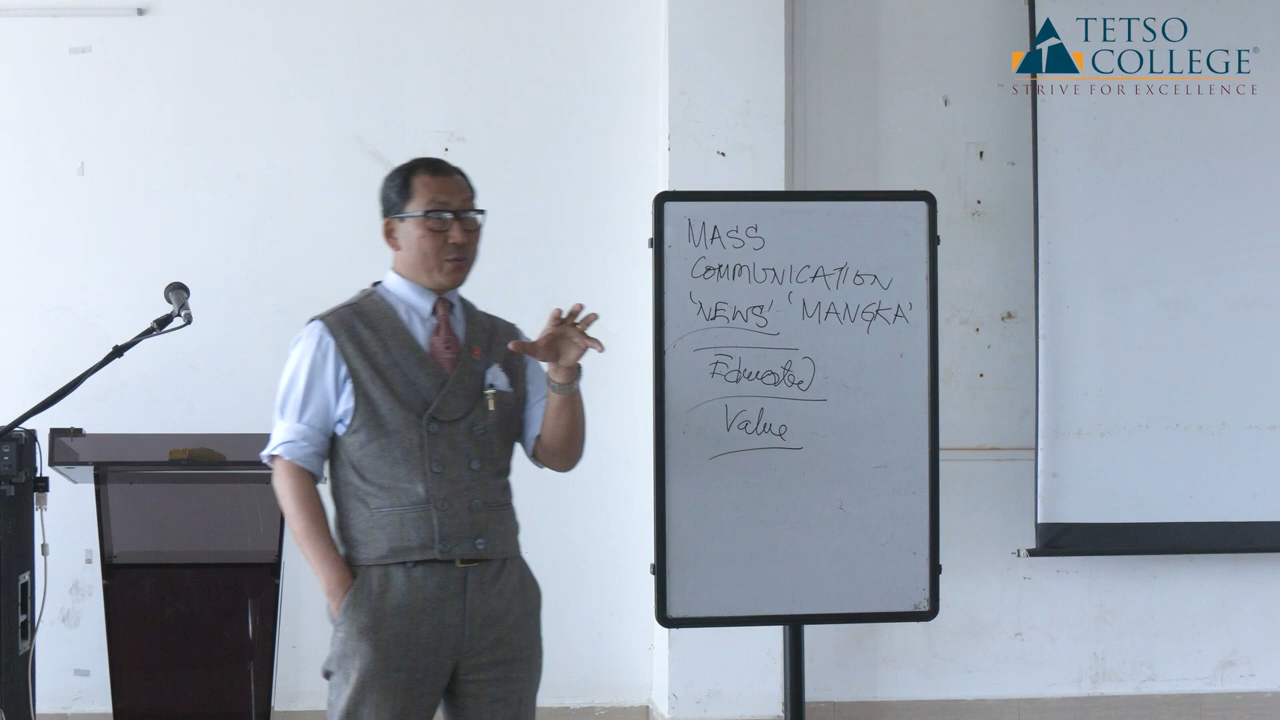 TETSO
COLLEGE®
STRIVE FOR EXCELLENCE
MASS
COMMUNICATION
'NEWS' 'MANGKA'
Educated
Value